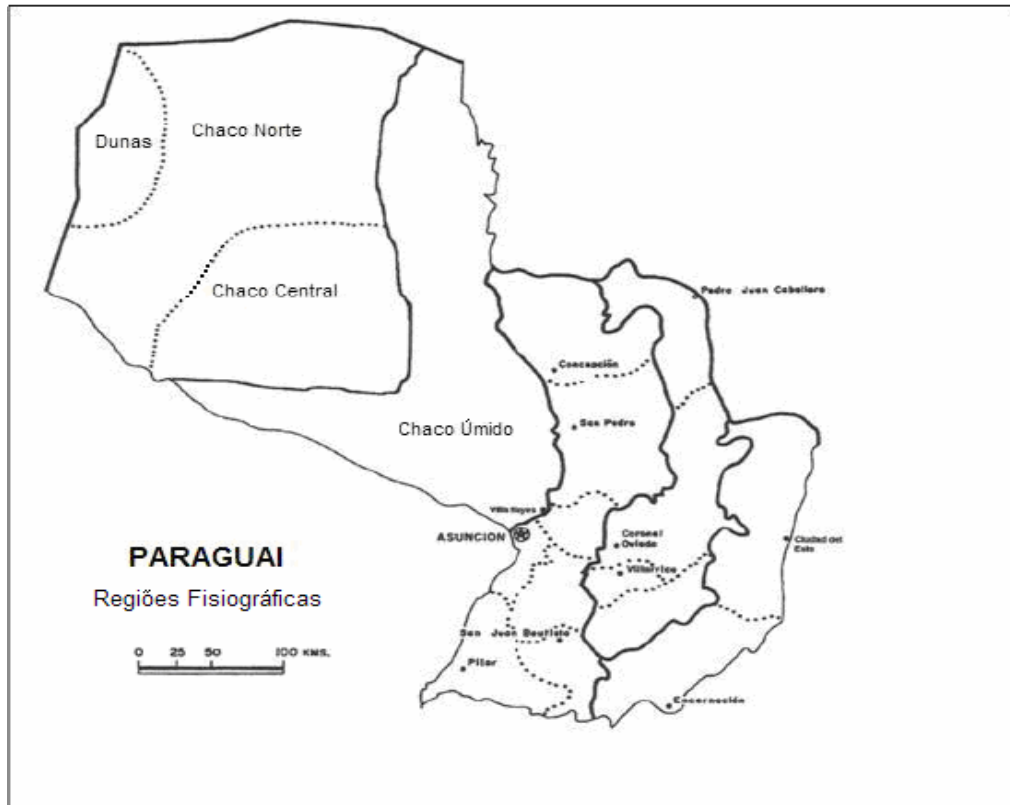 Dunas
Chaco Norte
Chaco Central
Pedro Juan Caballero
Concepción
San Pedro
Chaco Úmido
Villa Hayes
ASUNCION
Coronel
Oviedo
Villarrica
Ciudad del
Este
PARAGUAI
Regiões Fisiográficas
San Juan Bautista
Pilar
0 25 50 100 KMS.
Encarnación